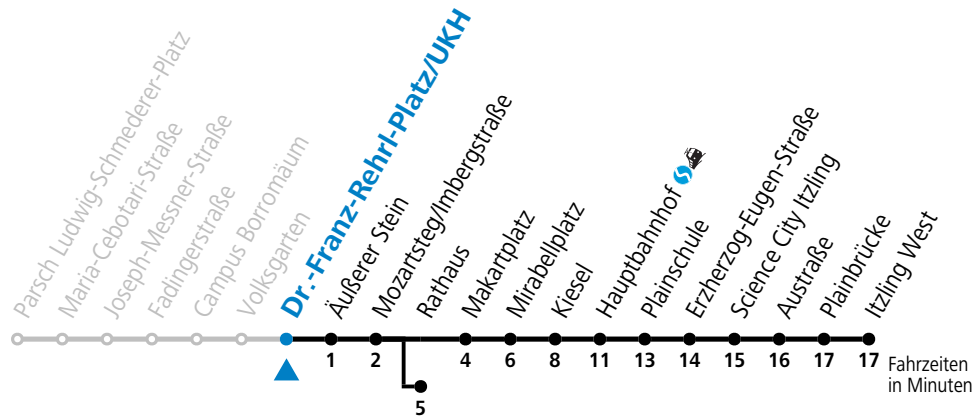 Parsch Ludwig-Schmederer-Platz
Maria-Cebotari-Straße
Joseph-Messner-Straße
Fadingerstraße
Campus Borromäum
Volksgarten
Dr.-Franz-Rehrl-Platz/UKH
Äußerer Stein
Mozartsteg/Imbergstraße
Rathaus
Makartplatz
Mirabellplatz
Kiesel
Hauptbahnhof
Plainschule
Erzherzog-Eugen-Straße
Science City Itzling
Austraße
Plainbrücke
Itzling West
1 2 4 6 8 11 13 14 15 16 17 17
5
Fahrzeiten
in Minuten